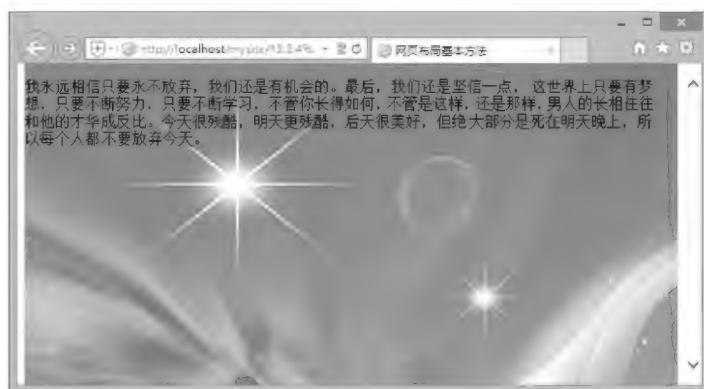 http://localhost/mysite/
网页布局基本方法
我永远相信只要永不放弃，我们还是有机会的。最后，我们还是坚信一点， 这世界上只要有梦
想，只要不断努力，只要不断学习，不管你长得如何，不管是这样，还是那样，男人的长相往往
和他的才华成反比。今天很残酷，明天更残酷，后天很美好，但绝大部分是死在明天晚上，所
以每个人都不要放弃今天。